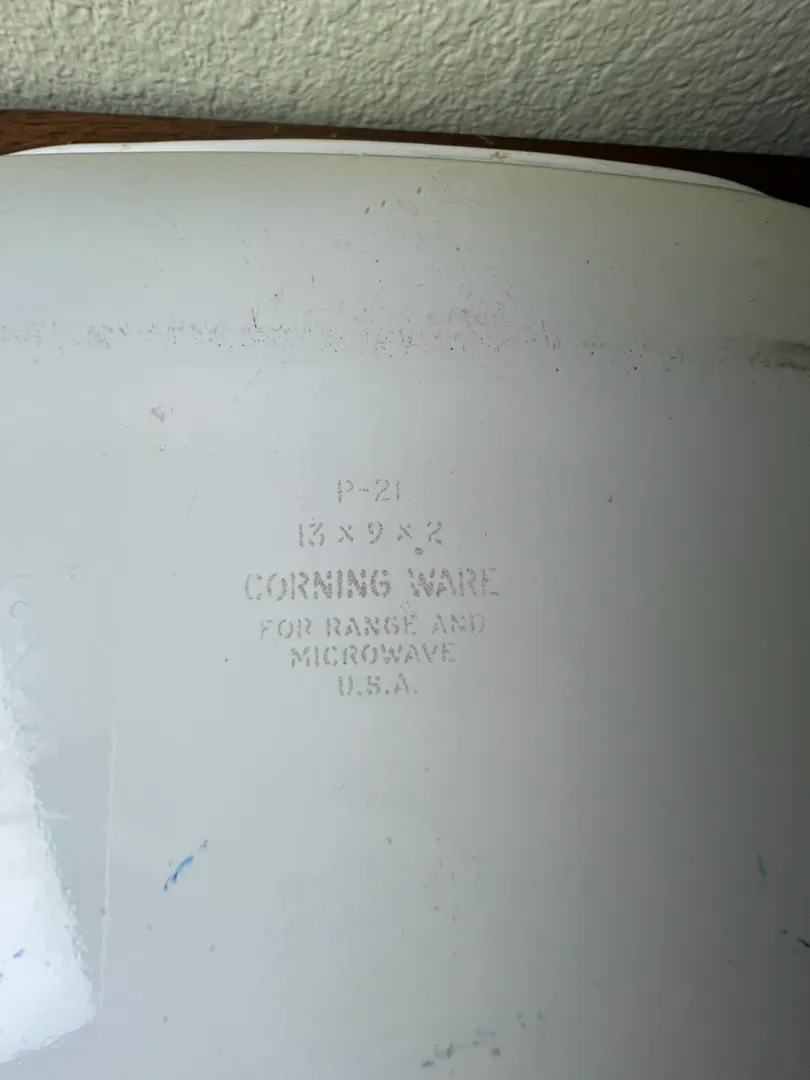 P-21
13 x 9 x 2
CORNING WARE
FOR RANGE AND
MICROWAVE
U.S.A.